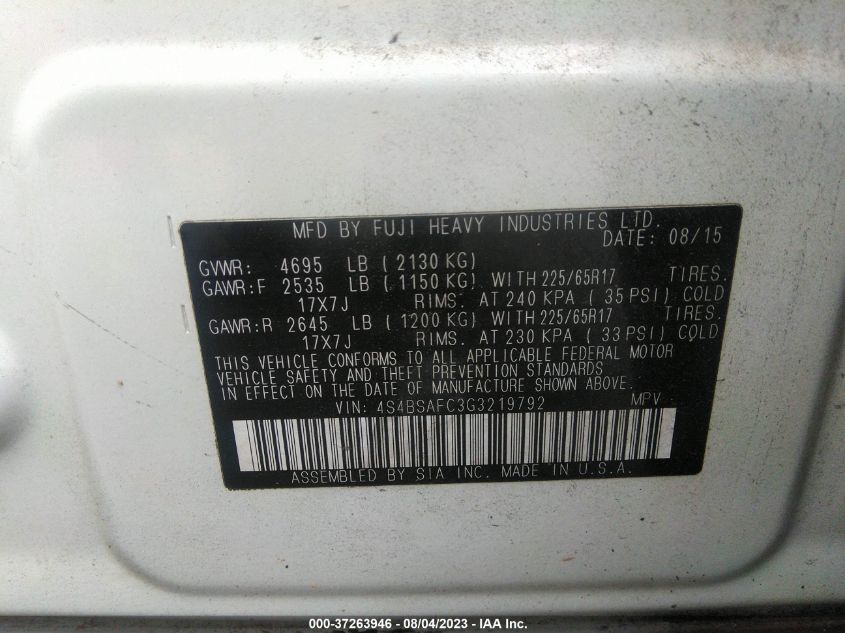 MFD BY FUJI HEAVY INDUSTRIES LTD.
DATE: 08/15
GVWR: 4695 LB ( 2130 KG)
GAWR:F 2535 LB ( 1150 KG) WITH 225/65R17 TIRES.
17X7J RIMS. AT 240 KPA ( 35 PSI) COLD
GAWR:R 2645 LB ( 1200 KG) WITH 225/65R17 TIRES.
17X7J RIMS. AT 230 KPA ( 33 PSI) COLD
THIS VEHICLE CONFORMS TO ALL APPLICABLE FEDERAL MOTOR
VEHICLE SAFETY AND THEFT PREVENTION STANDARDS
IN EFFECT ON THE DATE OF MANUFACTURE SHOWN ABOVE.
VIN: 4S4BSAFC3G3219792 MPV
ASSEMBLED BY SIA INC. MADE IN U.S.A.
000-37263946 - 08/04/2023 - IAA Inc.